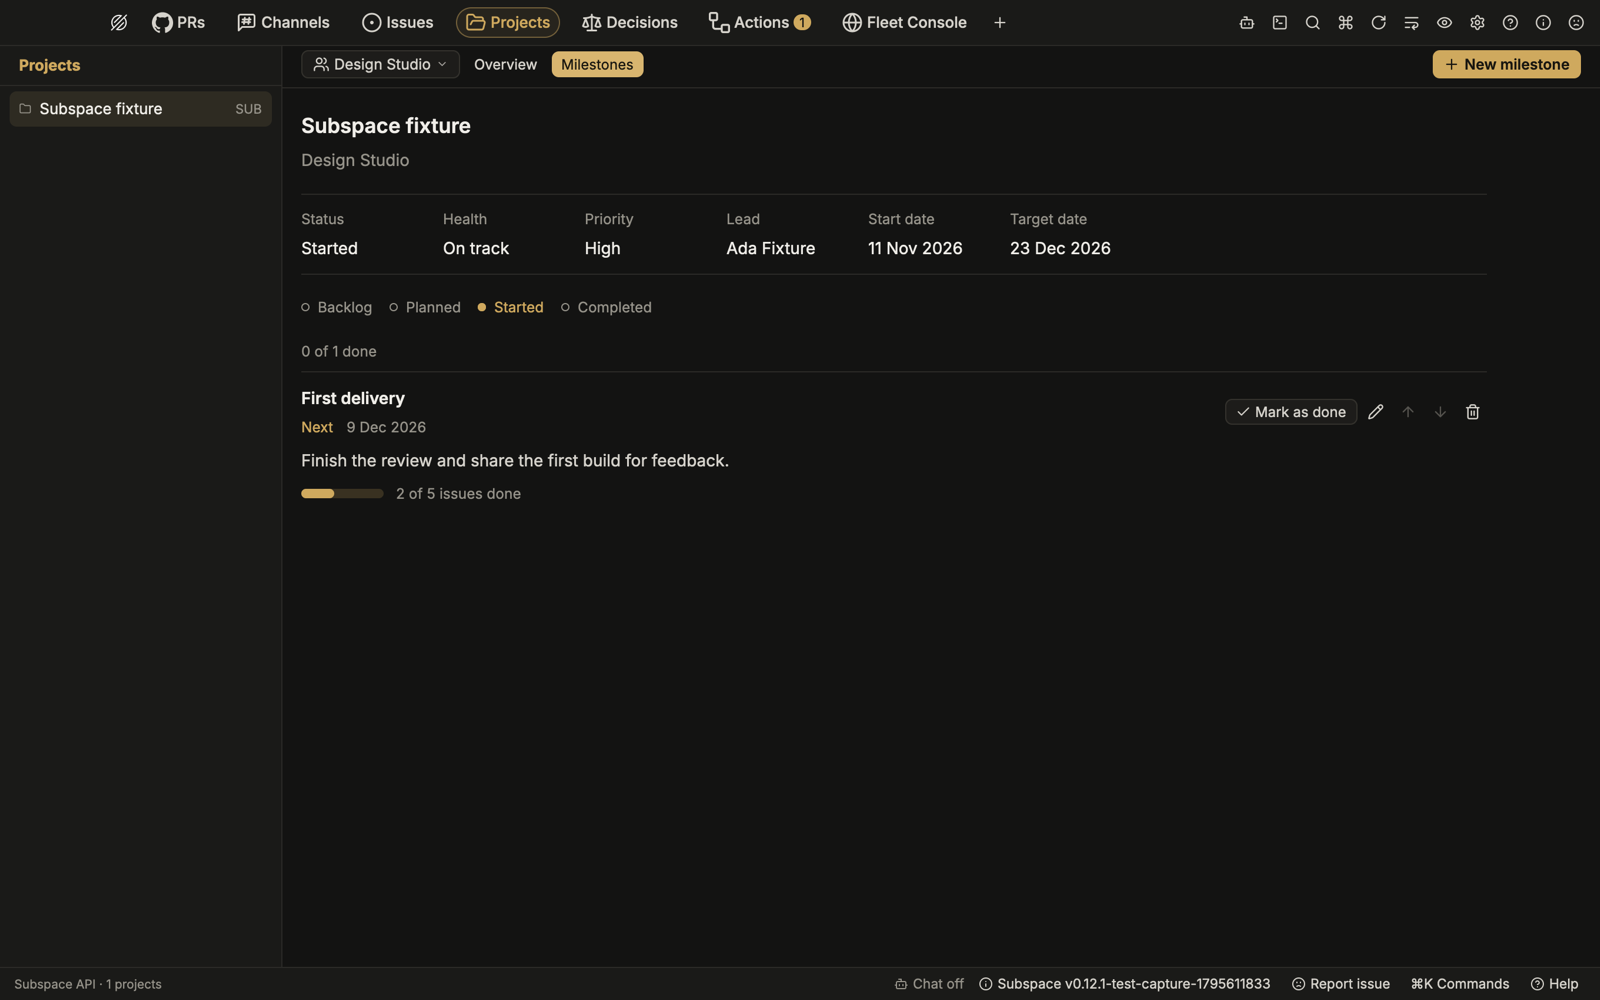 PRs Channels Issues Projects Decisions Actions 1 Fleet Console
Projects
Design Studio Overview Milestones New milestone
Subspace fixture SUB
Subspace fixture
Design Studio
Status Health Priority Lead Start date Target date
Started On track High Ada Fixture 11 Nov 2026 23 Dec 2026
Backlog Planned Started Completed
0 of 1 done
First delivery
Mark as done
Next 9 Dec 2026
Finish the review and share the first build for feedback.
2 of 5 issues done
Subspace API · 1 projects Chat off Subspace v0.12.1-test-capture-1795611833 Report issue ⌘K Commands Help